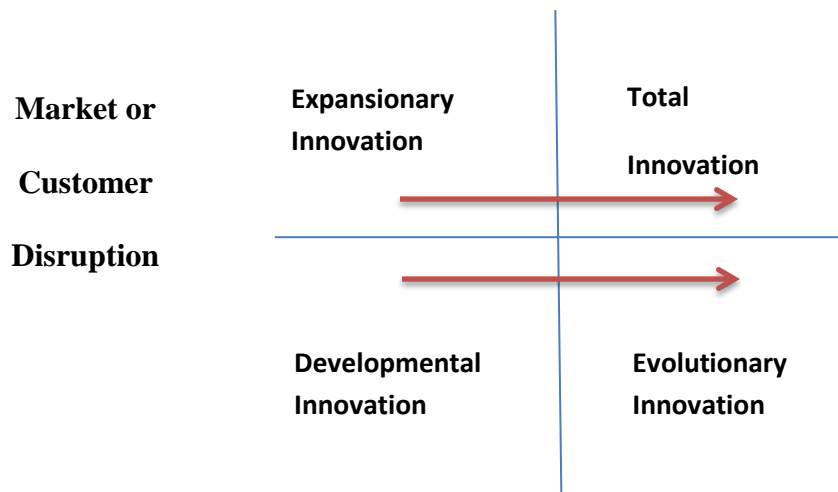 Market or
Customer
Disruption
Expansionary
Innovation
Total
Innovation
Developmental
Innovation
Evolutionary
Innovation